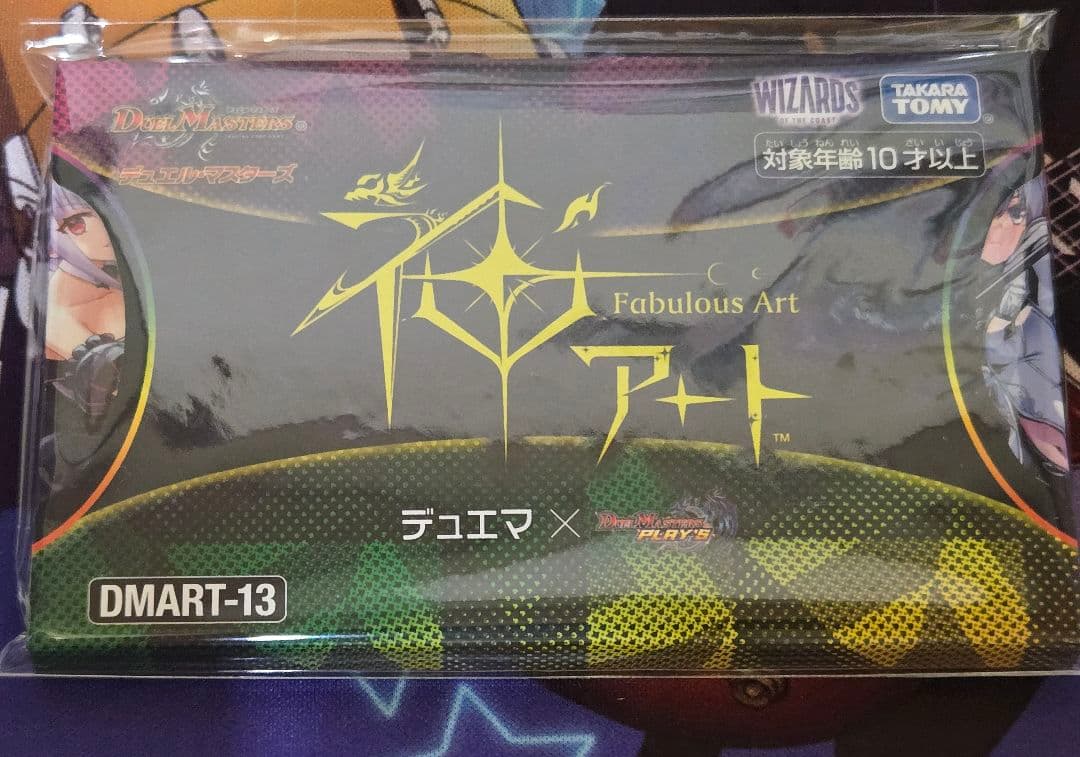 DUEL MASTERS
デュエル・マスターズ
WIZARDS
OF THE COAST
TAKARA
TOMY
たいしょうねんれい さいいじょう
対象年齢10才以上
神
Fabulous Art
アート
TM
デュエマ × DUEL MASTERS
PLAY'S
DMART-13